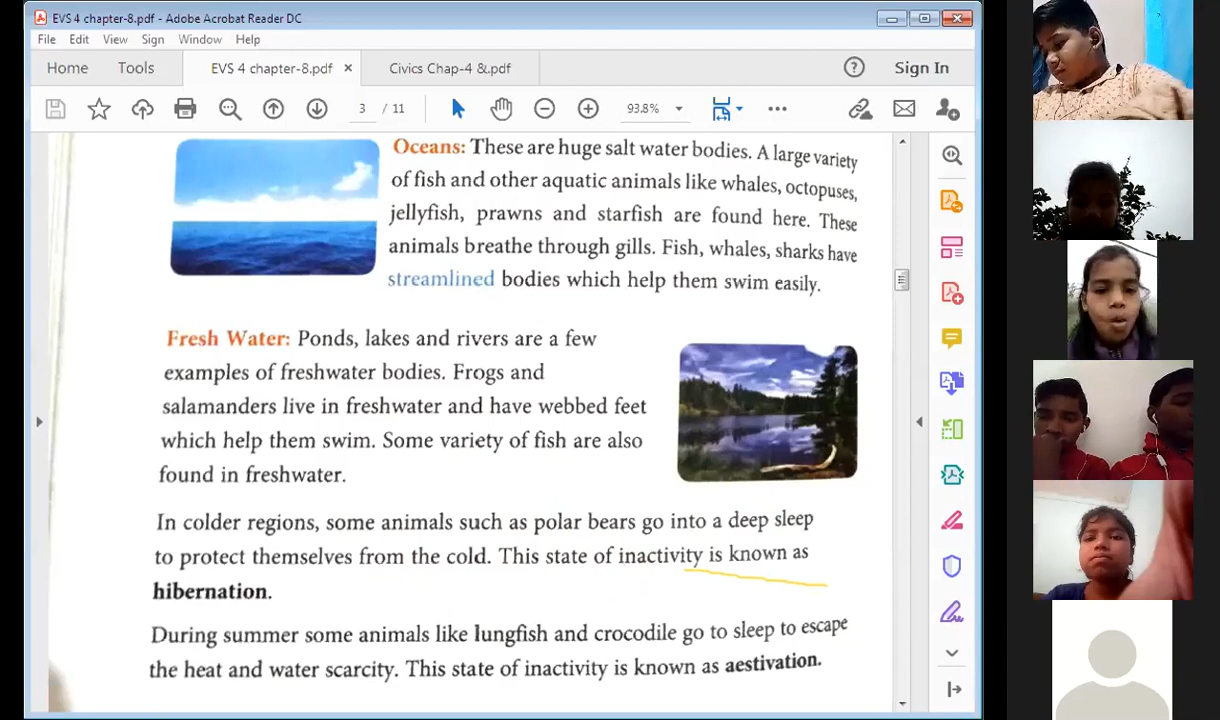 EVS 4 chapter-8.pdf - Adobe Acrobat Reader DC
File Edit View Sign Window Help
Home Tools EVS 4 chapter-8.pdf × Civics Chap-4 &.pdf ? Sign In
3 / 11 93.8%
Oceans: These are huge salt water bodies. A large variety
of fish and other aquatic animals like whales, octopuses,
jellyfish, prawns and starfish are found here. These
animals breathe through gills. Fish, whales, sharks have
streamlined bodies which help them swim easily.
Fresh Water: Ponds, lakes and rivers are a few
examples of freshwater bodies. Frogs and
salamanders live in freshwater and have webbed feet
which help them swim. Some variety of fish are also
found in freshwater.
In colder regions, some animals such as polar bears go into a deep sleep
to protect themselves from the cold. This state of inactivity is known as
hibernation.
During summer some animals like lungfish and crocodile go to sleep to escape
the heat and water scarcity. This state of inactivity is known as aestivation.